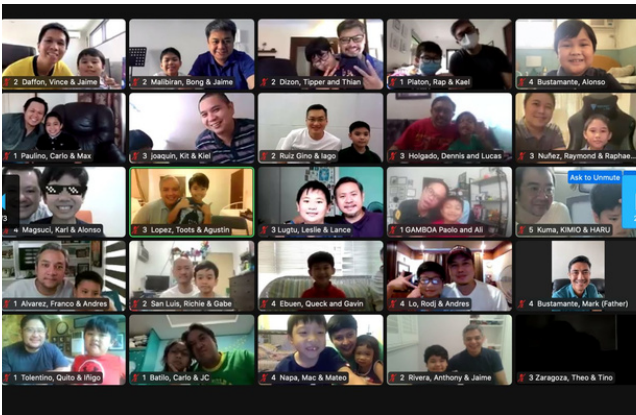 2 Daffon, Vince & Jaime
2 Malibiran, Bong & Jaime
2 Dizon, Tipper and Thian
1 Platon, Rap & Kael
4 Bustamante, Alonso
1 Paulino, Carlo & Max
3 joaquin, Kit & Kiel
2 Ruiz Gino & Iago
3 Holgado, Dennis and Lucas
3 Nuñez, Raymond & Raphae...
Ask to Unmute
4 Magsuci, Karl & Alonso
3 Lopez, Toots & Agustin
3 Lugtu, Leslie & Lance
1 GAMBOA Paolo and Ali
5 Kuma, KIMIO & HARU
1 Alvarez, Franco & Andres
2 San Luis, Richie & Gabe
4 Ebuen, Queck and Gavin
4 Lo, Rodj & Andres
4 Bustamante, Mark (Father)
1 Tolentino, Quito & Iñigo
1 Batilo, Carlo & JC
4 Napa, Mac & Mateo
2 Rivera, Anthony & Jaime
3 Zaragoza, Theo & Tino